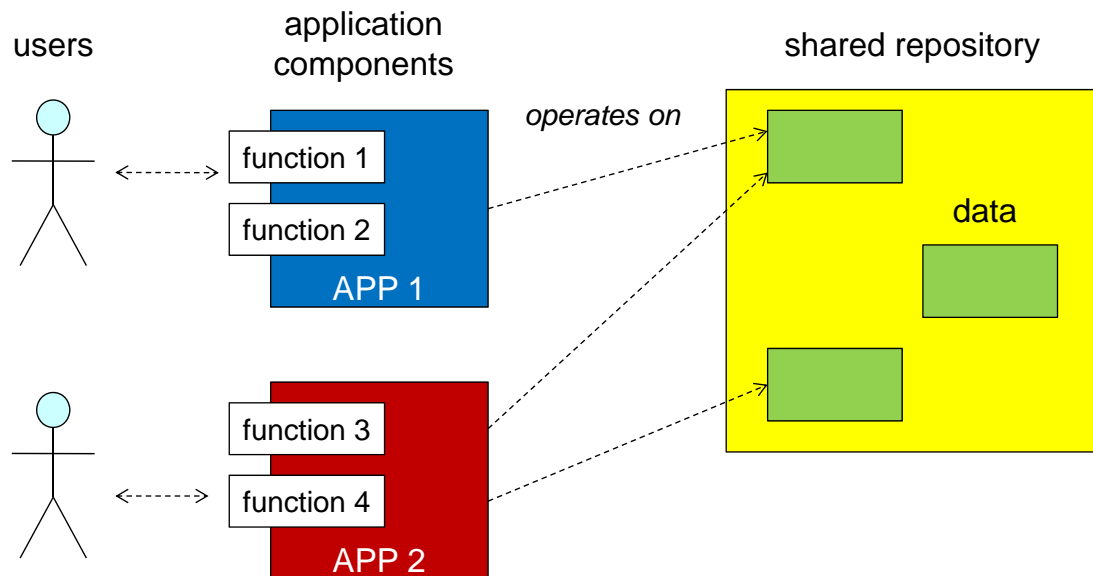 users
application
components
shared repository
operates on
function 1
function 2
APP 1
data
function 3
function 4
APP 2